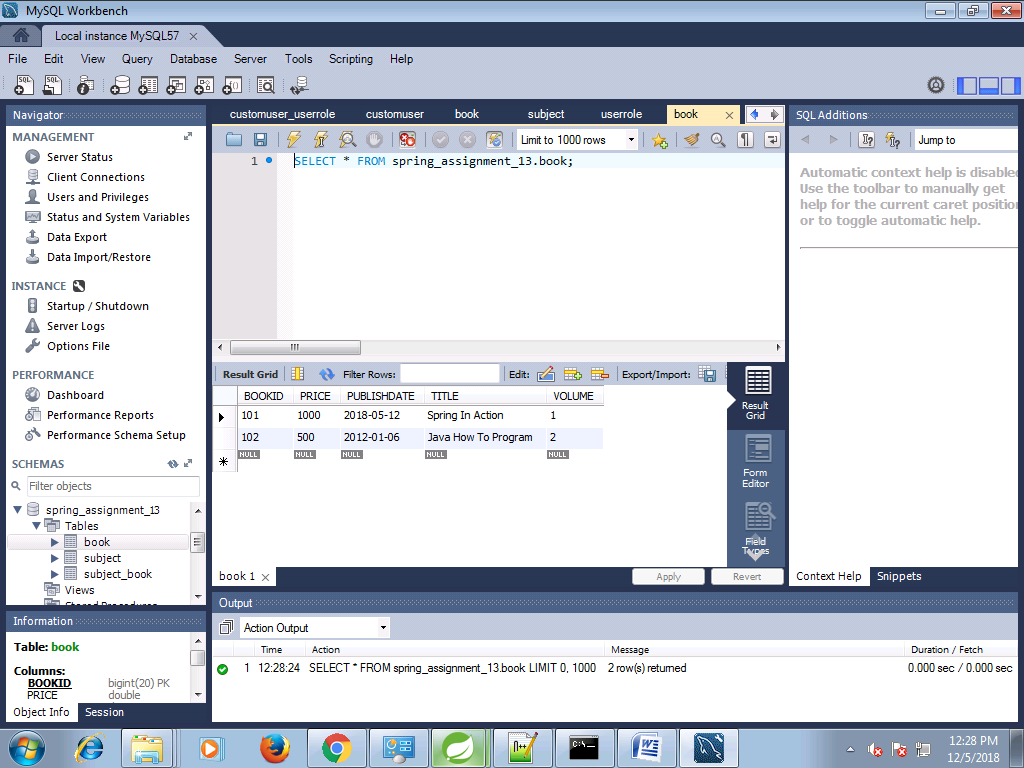 MySQL Workbench
Local instance MySQL57
File Edit View Query Database Server Tools Scripting Help
Navigator
MANAGEMENT
Server Status
Client Connections
Users and Privileges
Status and System Variables
Data Export
Data Import/Restore
INSTANCE
Startup / Shutdown
Server Logs
Options File
PERFORMANCE
Dashboard
Performance Reports
Performance Schema Setup
SCHEMAS
Filter objects
spring_assignment_13
Tables
book
subject
subject_book
Views
Stored Procedures
Information
Table: book
Columns:
BOOKID bigint(20) PK
PRICE double
Object Info Session
customuser_userrole customuser book subject userrole book
Limit to 1000 rows
1 SELECT * FROM spring_assignment_13.book;
Result Grid Filter Rows: Edit: Export/Import:
BOOKID PRICE PUBLISHDATE TITLE VOLUME
101 1000 2018-05-12 Spring In Action 1
102 500 2012-01-06 Java How To Program 2
NULL NULL NULL NULL NULL
Result
Grid
Form
Editor
Field
Types
book 1 Apply Revert
SQL Additions
Jump to
Automatic context help is disabled
Use the toolbar to manually get
help for the current caret position
or to toggle automatic help.
Context Help Snippets
Output
Action Output
Time Action Message Duration / Fetch
1 12:28:24 SELECT * FROM spring_assignment_13.book LIMIT 0, 1000 2 row(s) returned 0.000 sec / 0.000 sec
12:28 PM
12/5/2018